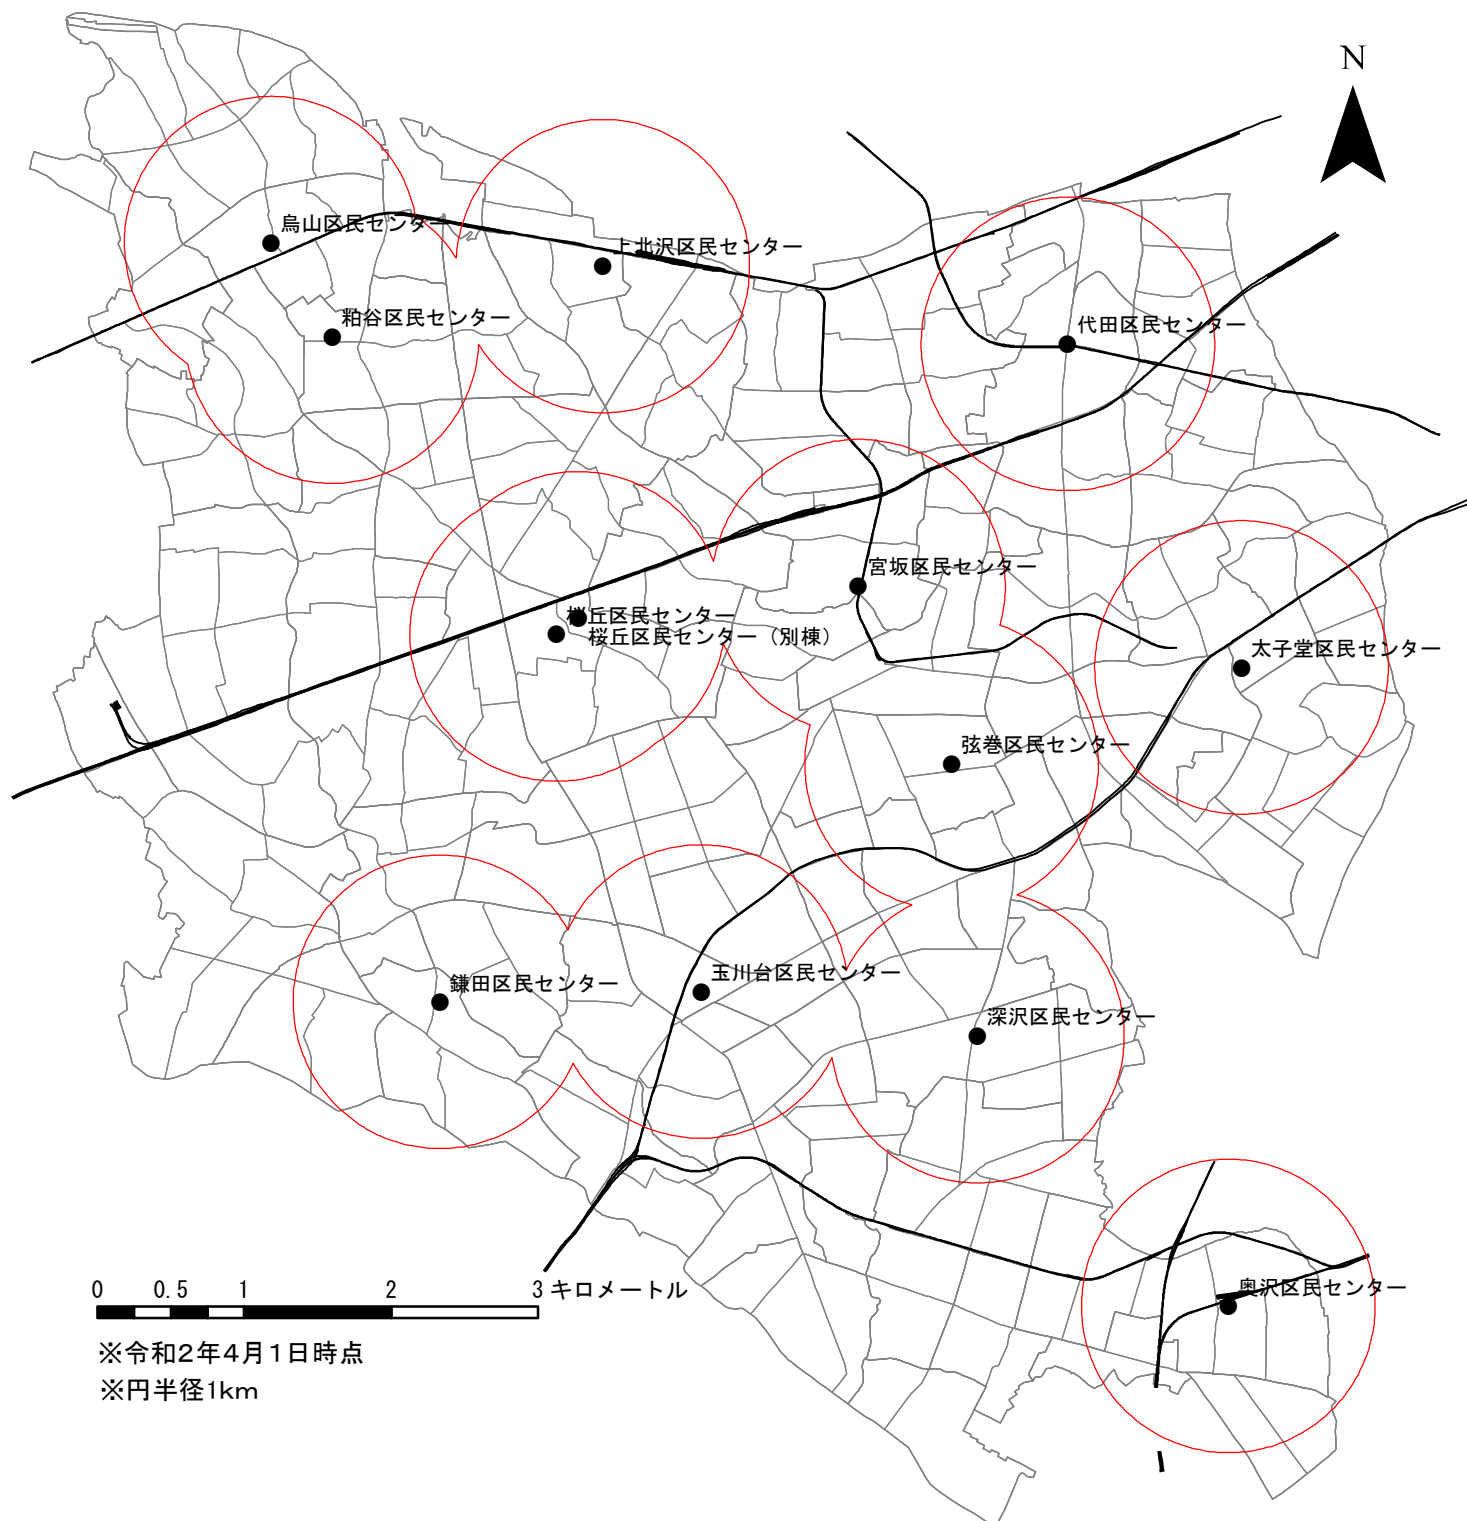 N
烏山区民センター
上北沢区民センター
粕谷区民センター
代田区民センター
宮坂区民センター
桜丘区民センター
桜丘区民センター（別棟）
太子堂区民センター
弦巻区民センター
鎌田区民センター
玉川台区民センター
深沢区民センター
奥沢区民センター
0 0.5 1 2 3 キロメートル
※令和2年4月1日時点
※円半径1km